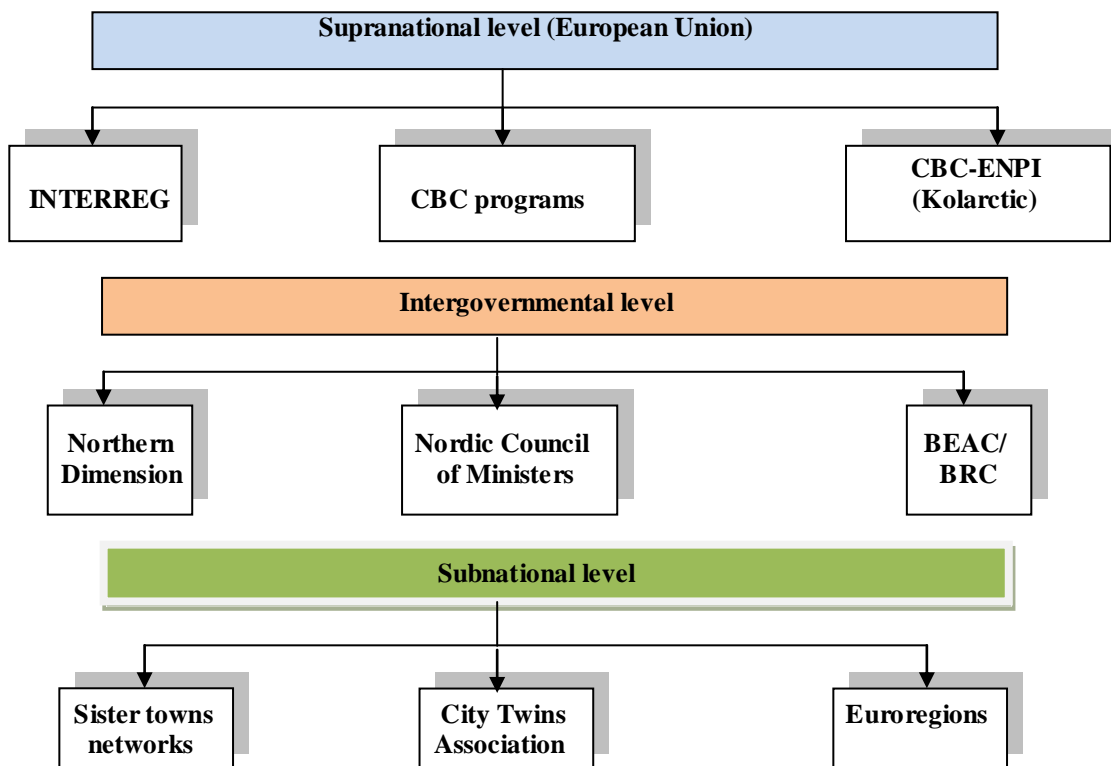 Supranational level (European Union)
INTERREG
CBC programs
CBC-ENPI
(Kolarctic)
Intergovernmental level
Northern
Dimension
Nordic Council
of Ministers
BEAC/
BRC
Subnational level
Sister towns
networks
City Twins
Association
Euroregions